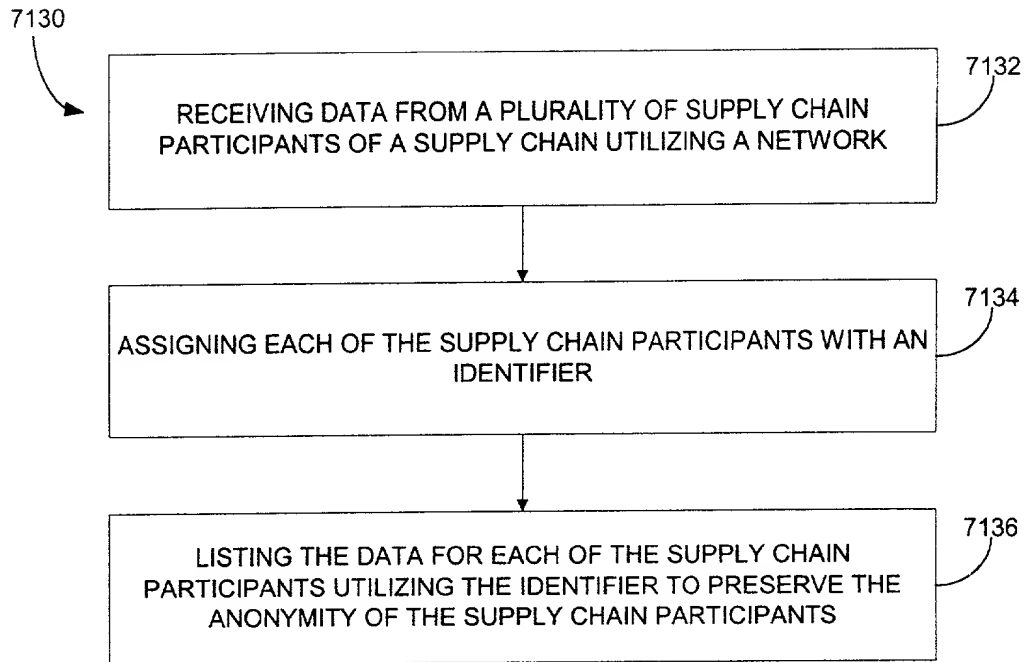 7130
7132
RECEIVING DATA FROM A PLURALITY OF SUPPLY CHAIN
PARTICIPANTS OF A SUPPLY CHAIN UTILIZING A NETWORK
7134
ASSIGNING EACH OF THE SUPPLY CHAIN PARTICIPANTS WITH AN
IDENTIFIER
7136
LISTING THE DATA FOR EACH OF THE SUPPLY CHAIN
PARTICIPANTS UTILIZING THE IDENTIFIER TO PRESERVE THE
ANONYMITY OF THE SUPPLY CHAIN PARTICIPANTS